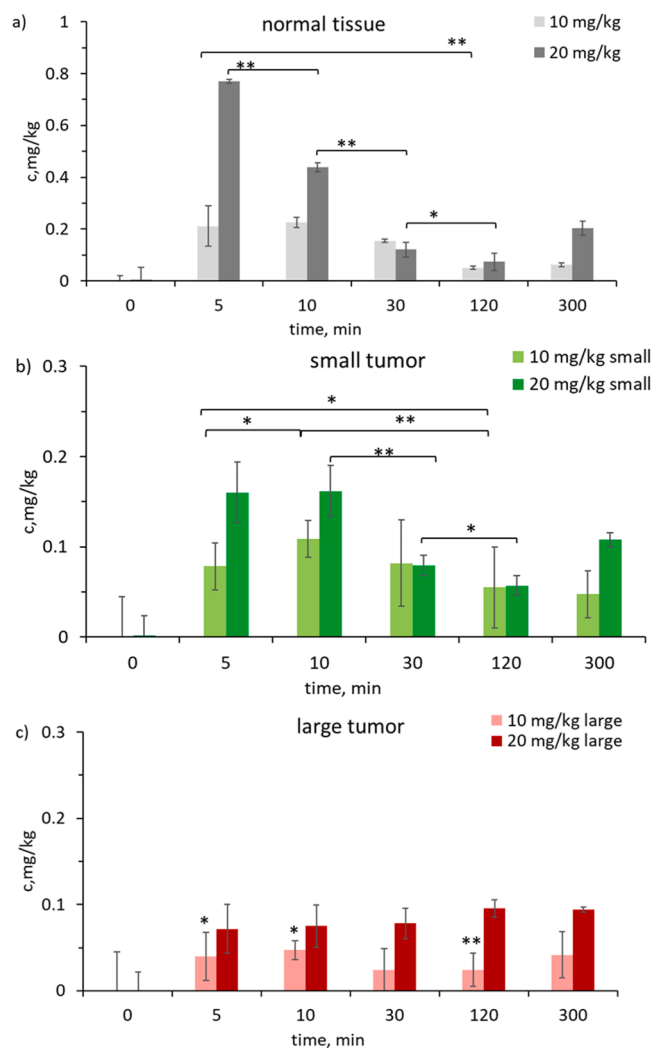 a)
normal tissue
10 mg/kg
20 mg/kg
1
0.8
0.6
0.4
0.2
0
c,mg/kg
**
**
**
*
0 5 10 30 120 300
time, min
b)
small tumor
10 mg/kg small
20 mg/kg small
0.3
0.2
0.1
0
c,mg/kg
*
*
**
**
*
0 5 10 30 120 300
time, min
c)
large tumor
10 mg/kg large
20 mg/kg large
0.3
0.2
0.1
0
c,mg/kg
*
*
**
0 5 10 30 120 300
time, min